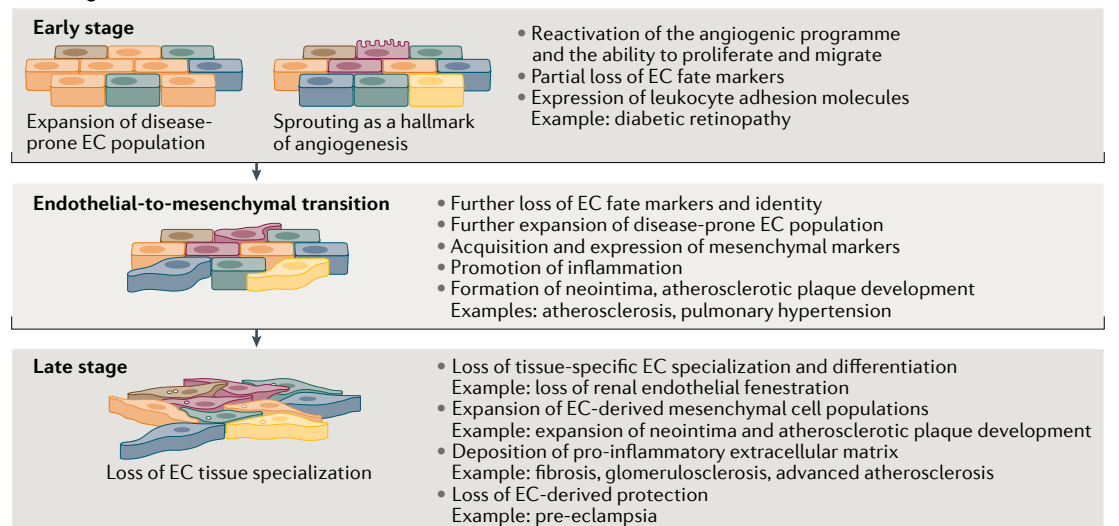 Early stage
Expansion of disease-
prone EC population
Sprouting as a hallmark
of angiogenesis
• Reactivation of the angiogenic programme
and the ability to proliferate and migrate
• Partial loss of EC fate markers
• Expression of leukocyte adhesion molecules
Example: diabetic retinopathy
Endothelial-to-mesenchymal transition
• Further loss of EC fate markers and identity
• Further expansion of disease-prone EC population
• Acquisition and expression of mesenchymal markers
• Promotion of inflammation
• Formation of neointima, atherosclerotic plaque development
Examples: atherosclerosis, pulmonary hypertension
Late stage
Loss of EC tissue specialization
• Loss of tissue-specific EC specialization and differentiation
Example: loss of renal endothelial fenestration
• Expansion of EC-derived mesenchymal cell populations
Example: expansion of neointima and atherosclerotic plaque development
• Deposition of pro-inflammatory extracellular matrix
Example: fibrosis, glomerulosclerosis, advanced atherosclerosis
• Loss of EC-derived protection
Example: pre-eclampsia